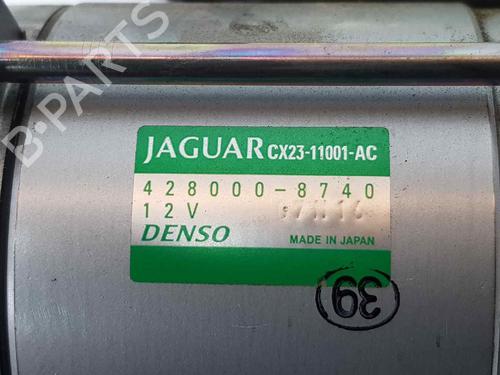 B-PARTS
JAGUAR CX23-11001-AC
428000-8740
12V
DENSO MADE IN JAPAN
39